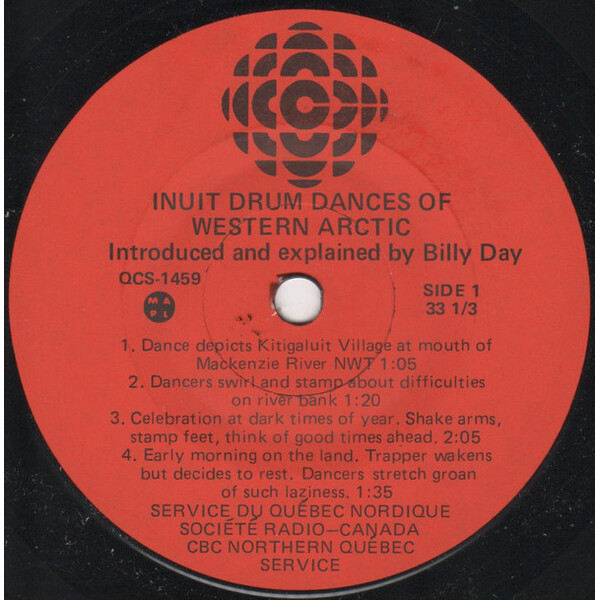 INUIT DRUM DANCES OF
WESTERN ARCTIC
Introduced and explained by Billy Day
QCS-1459
M A
P L
SIDE 1
33 1/3
1. Dance depicts Kitigaluit Village at mouth of
Mackenzie River NWT 1:05
2. Dancers swirl and stamp about difficulties
on river bank 1:20
3. Celebration at dark times of year. Shake arms,
stamp feet, think of good times ahead. 2:05
4. Early morning on the land. Trapper wakens
but decides to rest. Dancers stretch groan
of such laziness. 1:35
SERVICE DU QUÉBEC NORDIQUE
SOCIÉTÉ RADIO–CANADA
CBC NORTHERN QUÉBEC
SERVICE